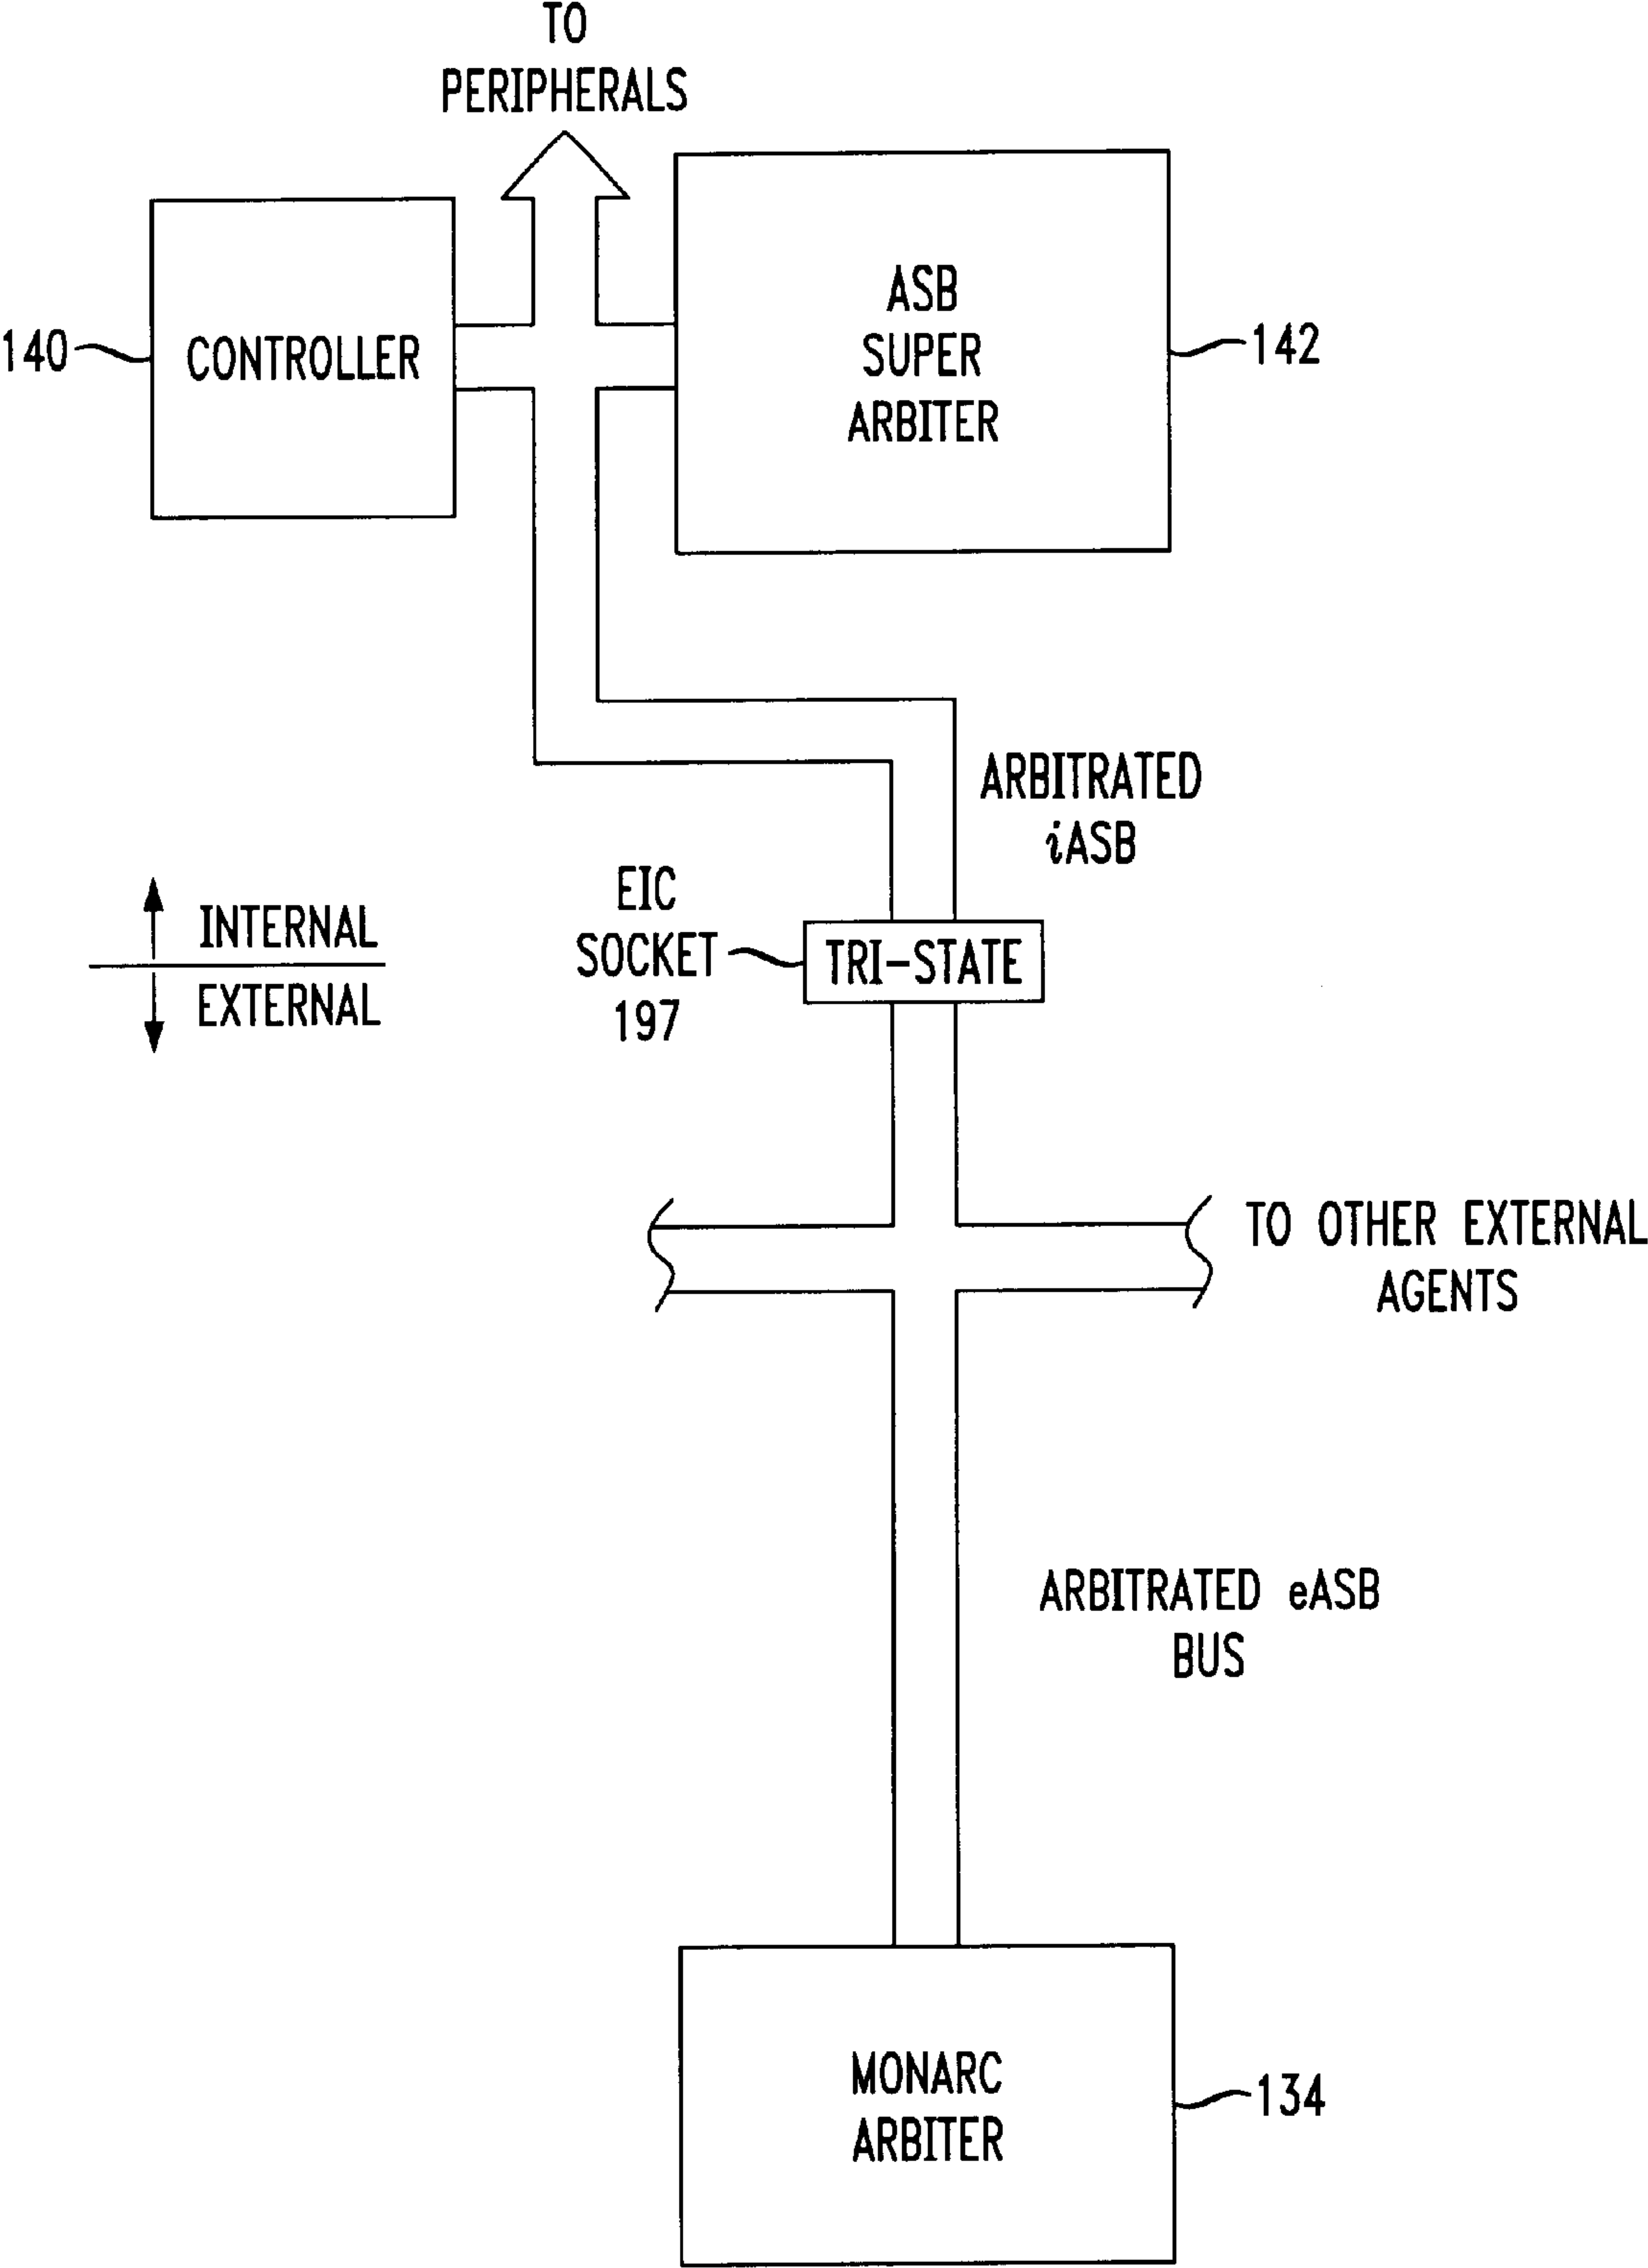 TO
PERIPHERALS
140
CONTROLLER
ASB
SUPER
ARBITER
142
ARBITRATED
iASB
INTERNAL
EXTERNAL
EIC
SOCKET
197
TRI-STATE
TO OTHER EXTERNAL
AGENTS
ARBITRATED eASB
BUS
MONARC
ARBITER
134